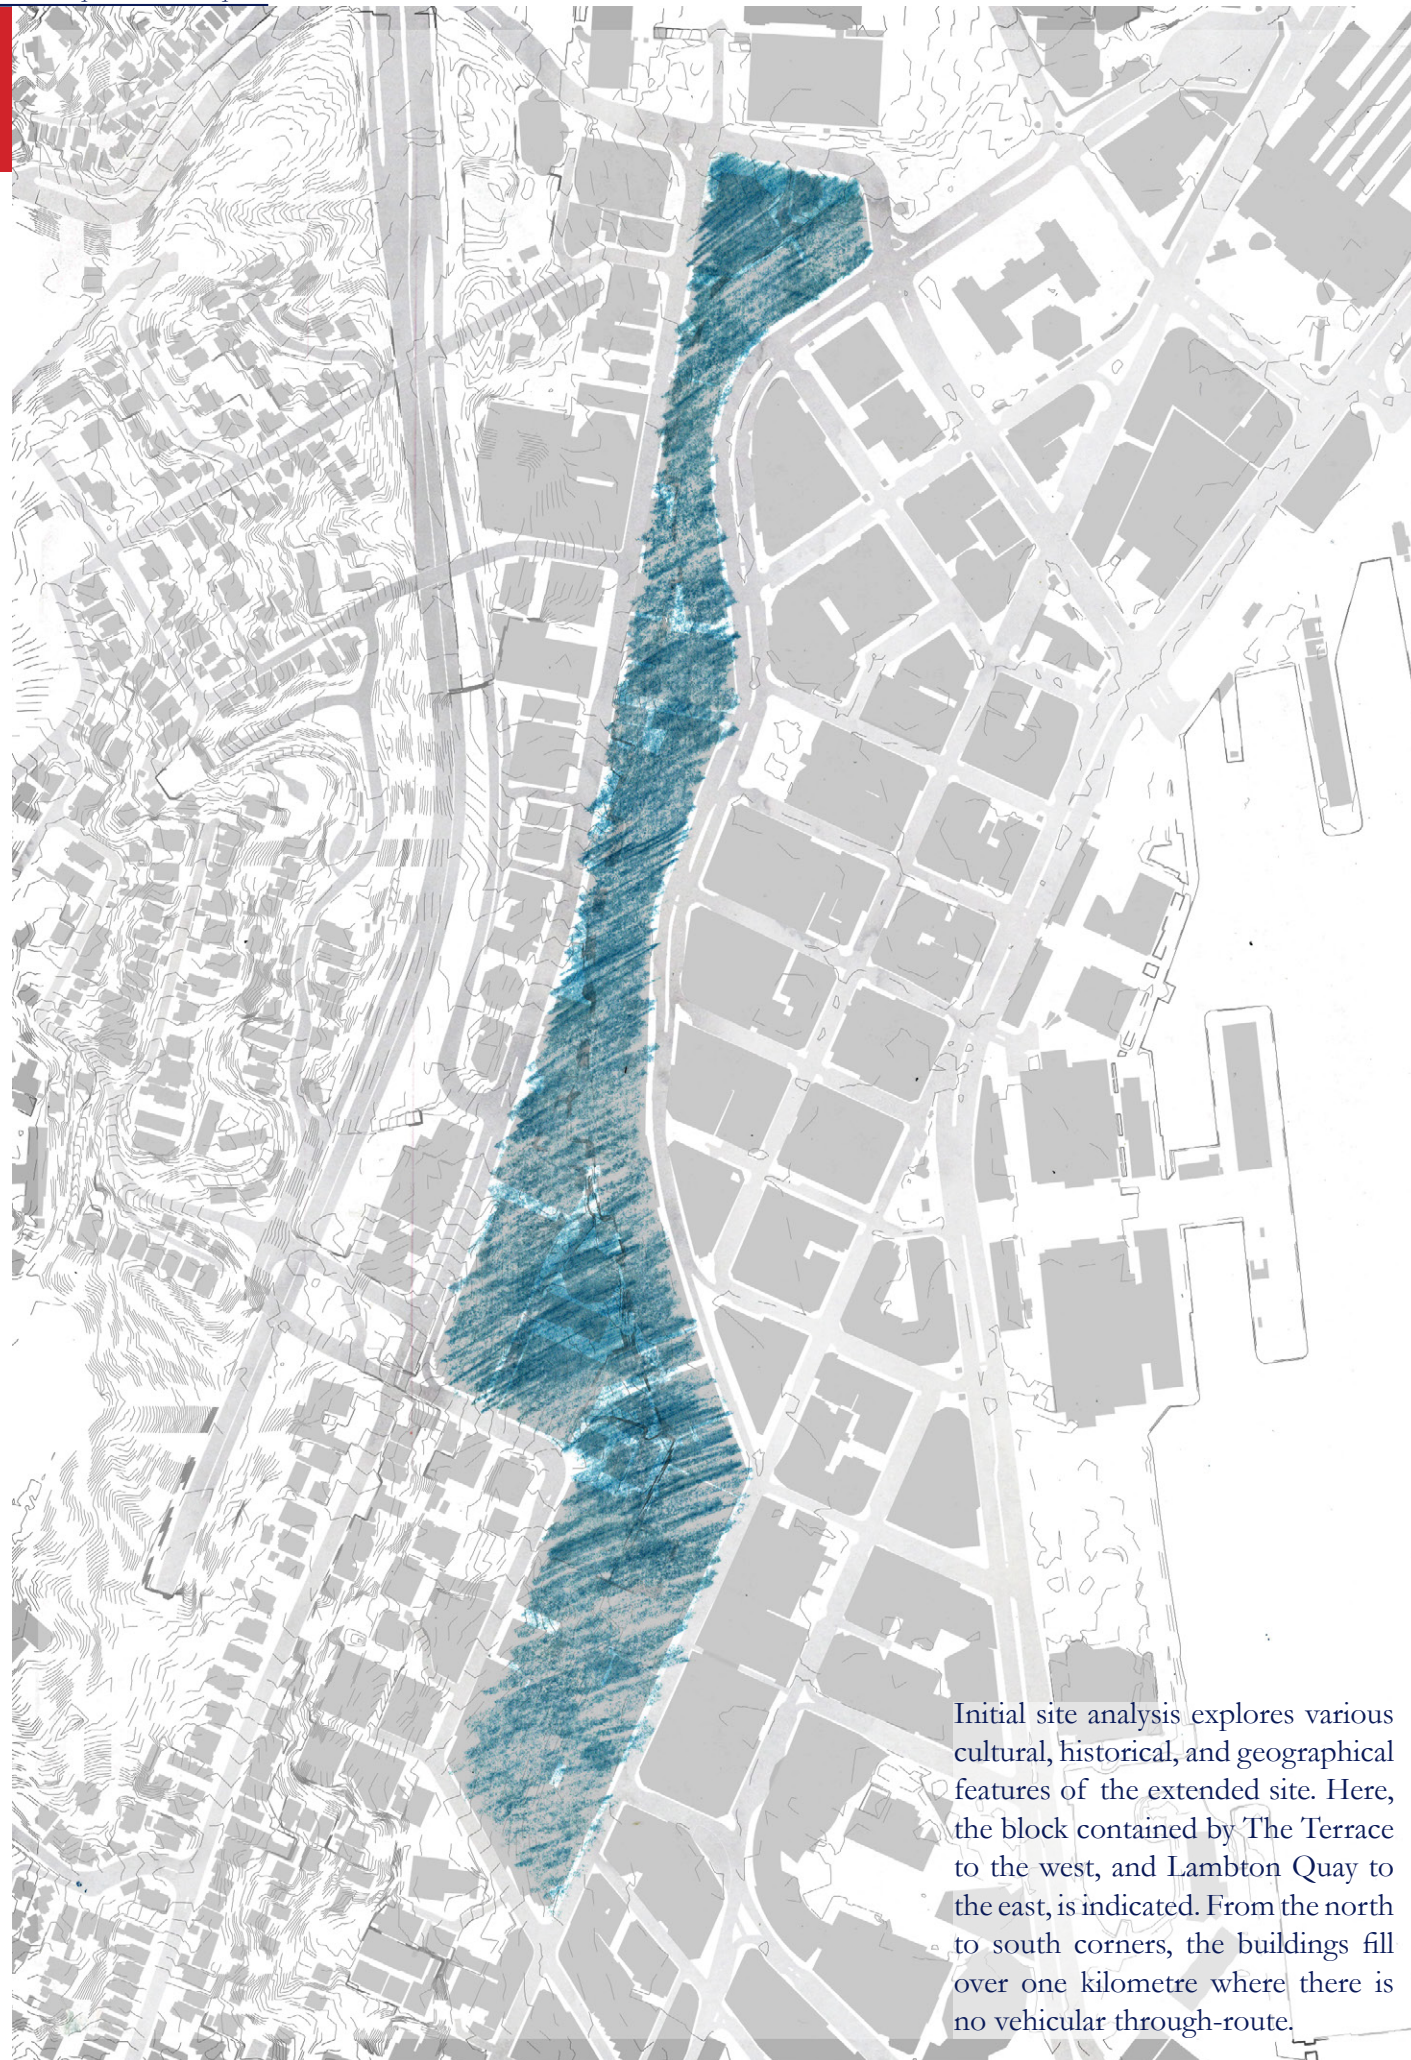 Initial site analysis explores various
cultural, historical, and geographical
features of the extended site. Here,
the block contained by The Terrace
to the west, and Lambton Quay to
the east, is indicated. From the north
to south corners, the buildings fill
over one kilometre where there is
no vehicular through-route.